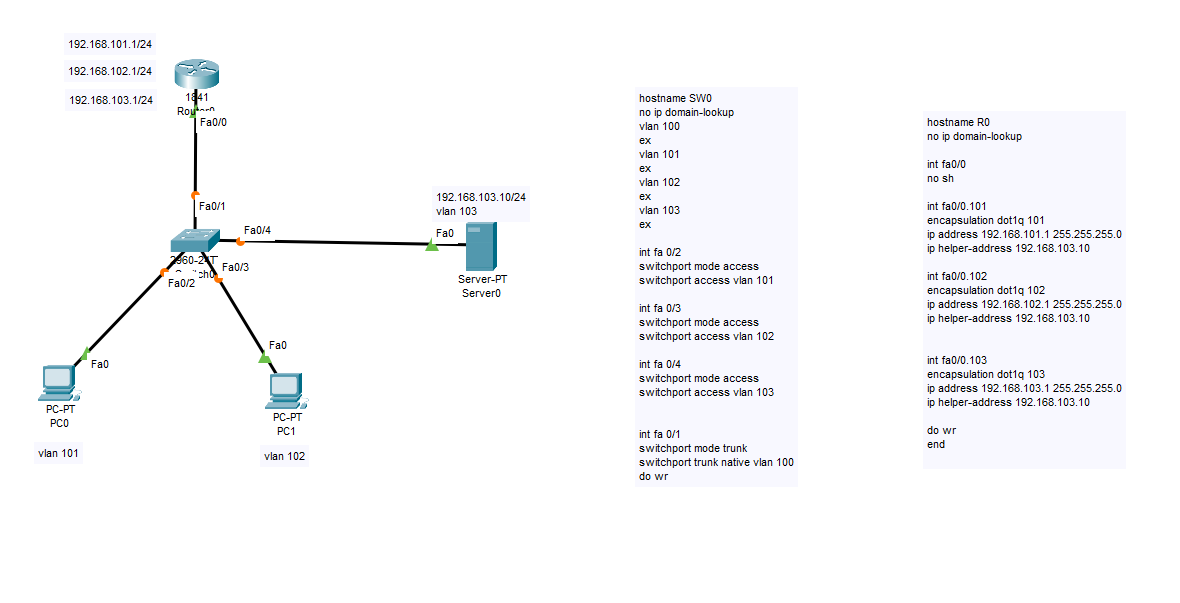 192.168.101.1/24
192.168.102.1/24
192.168.103.1/24
1841
Router0
Fa0/0
Fa0/1
Fa0/4
Fa0/3
Fa0/2
2960-24T
Switch0
192.168.103.10/24
vlan 103
Fa0
Server-PT
Server0
Fa0
PC-PT
PC0
vlan 101
Fa0
PC-PT
PC1
vlan 102
hostname SW0
no ip domain-lookup
vlan 100
ex
vlan 101
ex
vlan 102
ex
vlan 103
ex
int fa 0/2
switchport mode access
switchport access vlan 101
int fa 0/3
switchport mode access
switchport access vlan 102
int fa 0/4
switchport mode access
switchport access vlan 103
int fa 0/1
switchport mode trunk
switchport trunk native vlan 100
do wr
hostname R0
no ip domain-lookup
int fa0/0
no sh
int fa0/0.101
encapsulation dot1q 101
ip address 192.168.101.1 255.255.255.0
ip helper-address 192.168.103.10
int fa0/0.102
encapsulation dot1q 102
ip address 192.168.102.1 255.255.255.0
ip helper-address 192.168.103.10
int fa0/0.103
encapsulation dot1q 103
ip address 192.168.103.1 255.255.255.0
ip helper-address 192.168.103.10
do wr
end